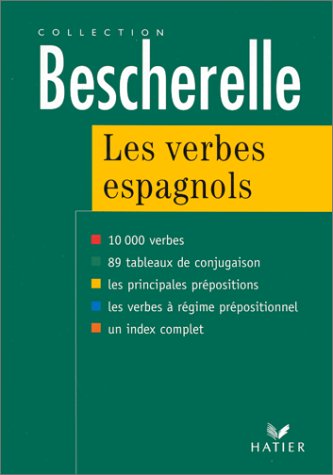 COLLECTION
Bescherelle
Les verbes
espagnols
10 000 verbes
89 tableaux de conjugaison
les principales prépositions
les verbes à régime prépositionnel
un index complet
HATIER